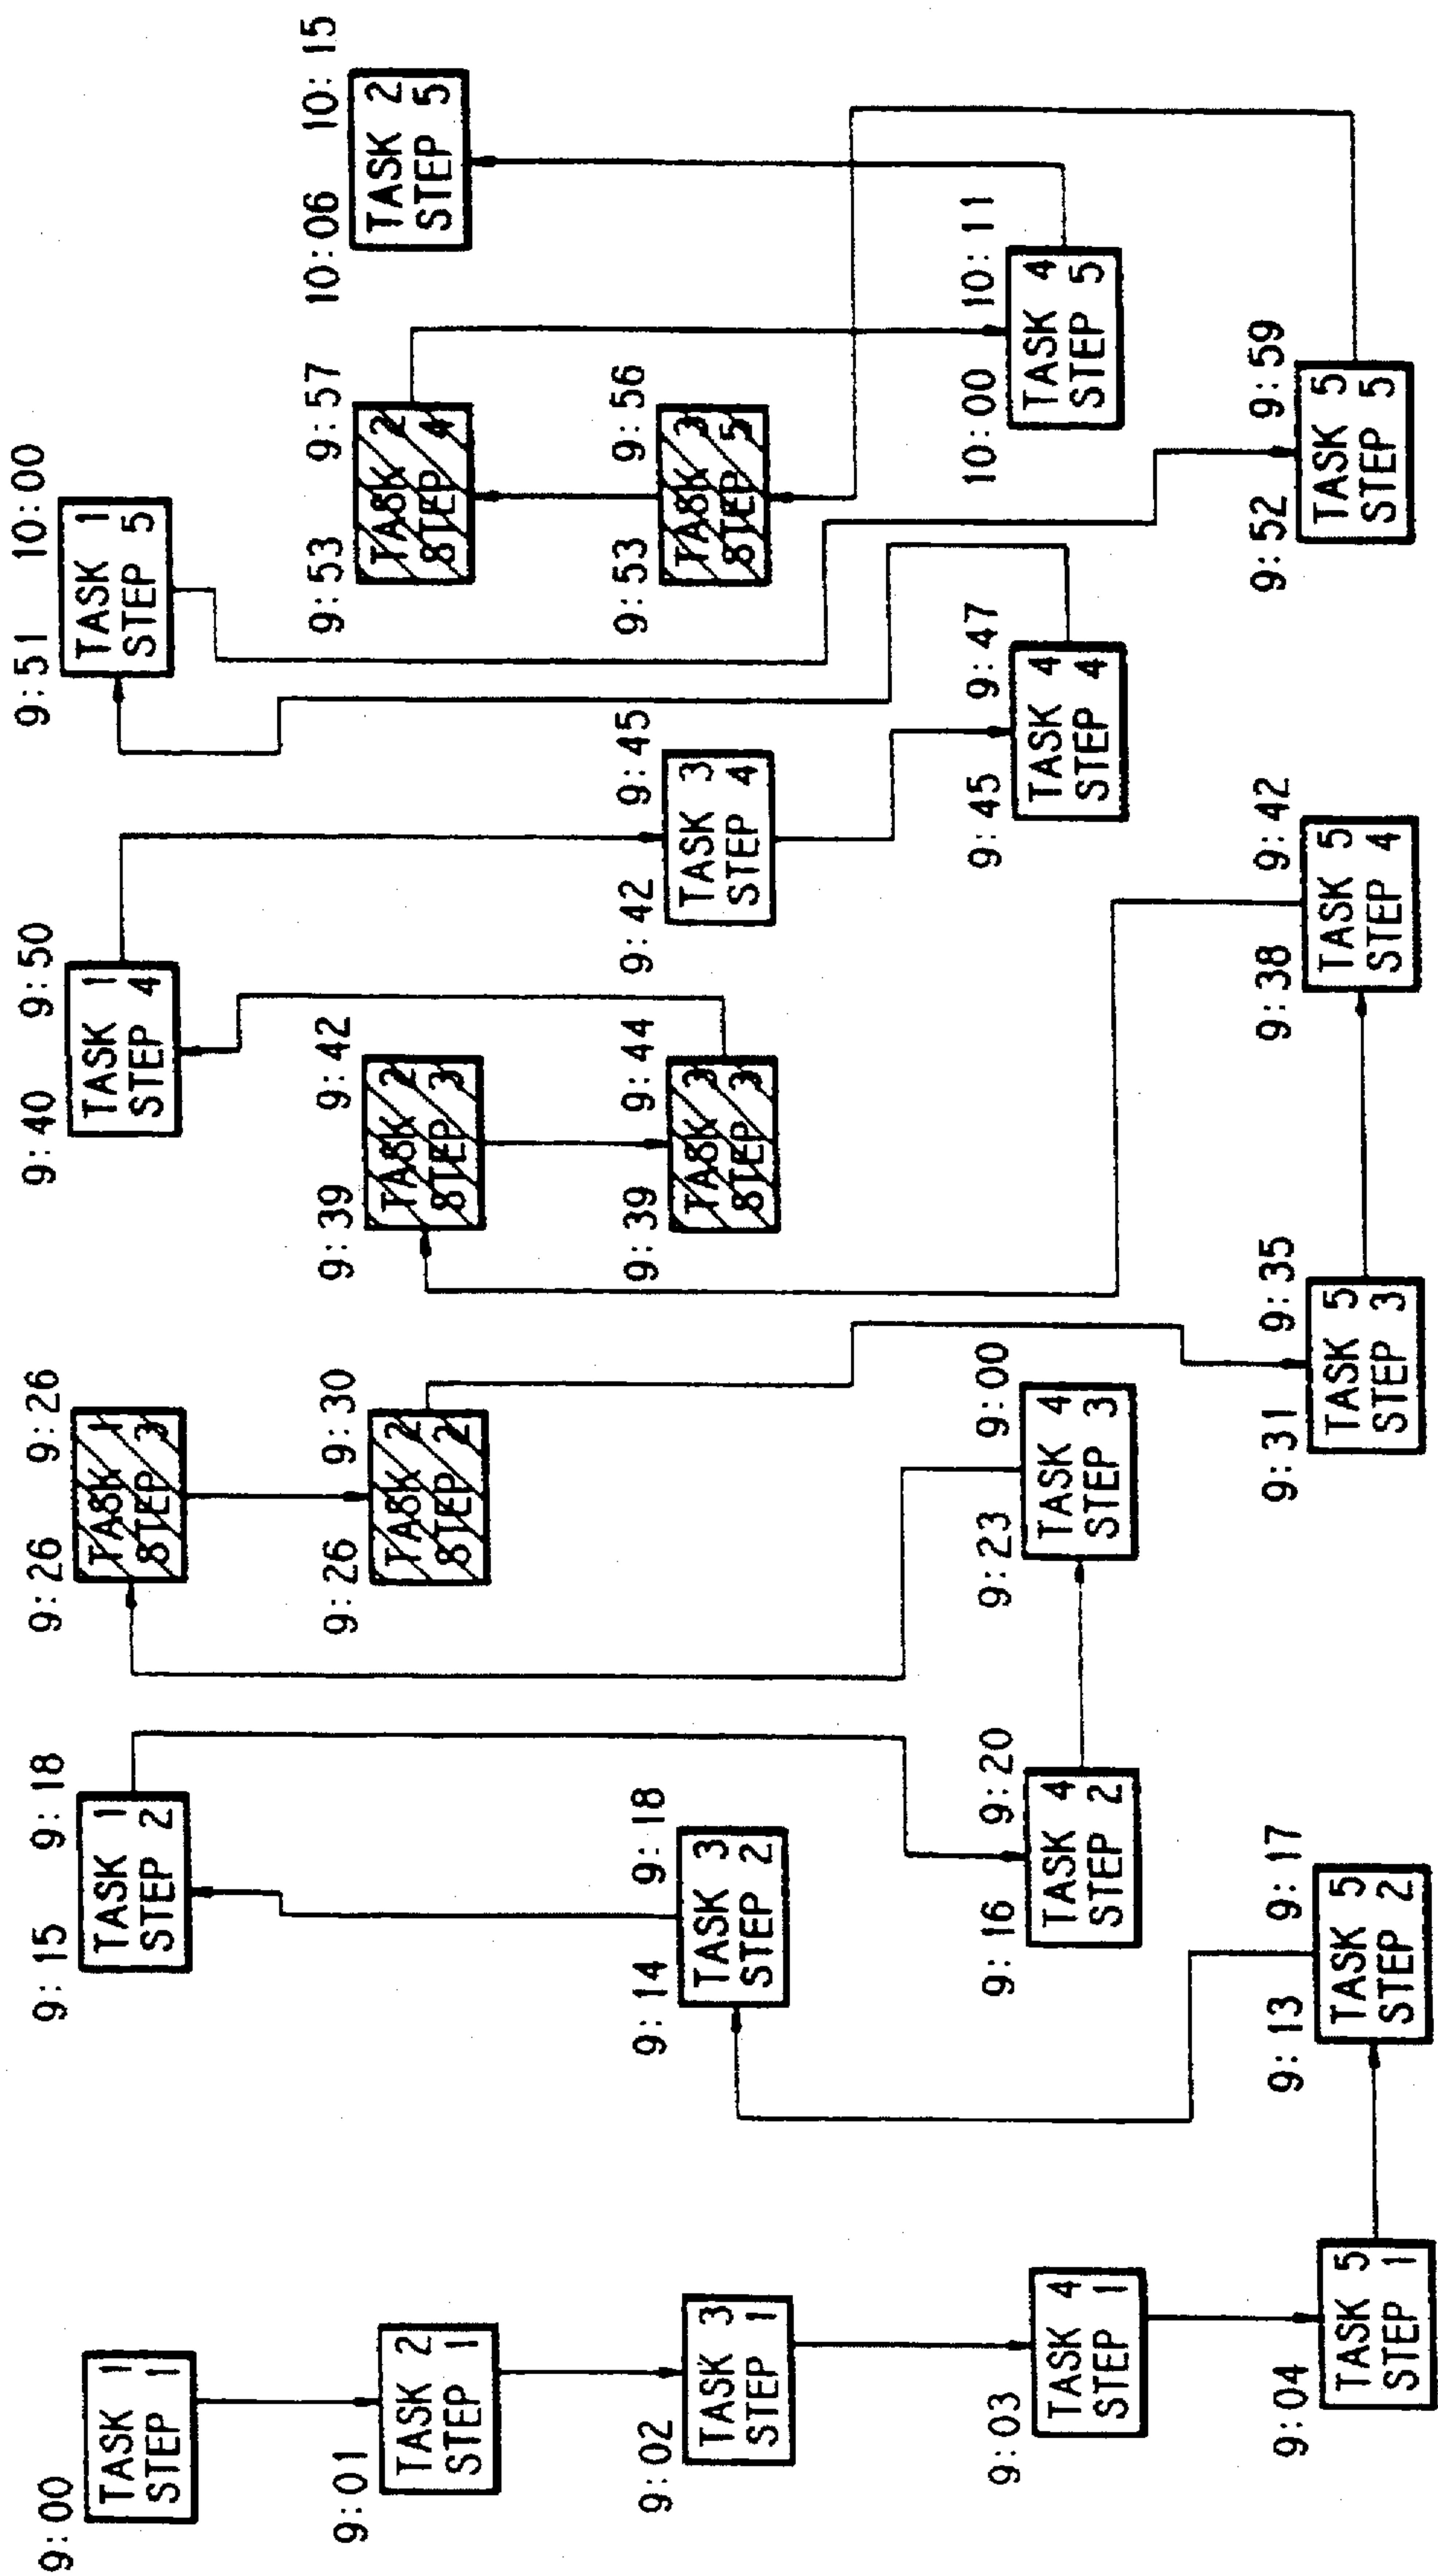 9:00
TASK 1
STEP 1
9:15 9:18
TASK 1
STEP 2
9:26 9:26
TASK 1
STEP 3
9:40 9:50
TASK 1
STEP 4
9:51 10:00
TASK 1
STEP 5
9:01
TASK 2
STEP 1
9:26 9:30
TASK 2
STEP 2
9:39 9:42
TASK 2
STEP 3
9:53 9:57
TASK 2
STEP 4
10:06 10:15
TASK 2
STEP 5
9:02
TASK 3
STEP 1
9:14 9:18
TASK 3
STEP 2
9:39 9:44
TASK 3
STEP 3
9:42 9:45
TASK 3
STEP 4
9:53 9:56
TASK 3
STEP 5
9:03
TASK 4
STEP 1
9:16 9:20
TASK 4
STEP 2
9:23 9:00
TASK 4
STEP 3
9:45 9:47
TASK 4
STEP 4
10:00 10:11
TASK 4
STEP 5
9:04
TASK 5
STEP 1
9:13 9:17
TASK 5
STEP 2
9:31 9:35
TASK 5
STEP 3
9:38 9:42
TASK 5
STEP 4
9:52 9:59
TASK 5
STEP 5